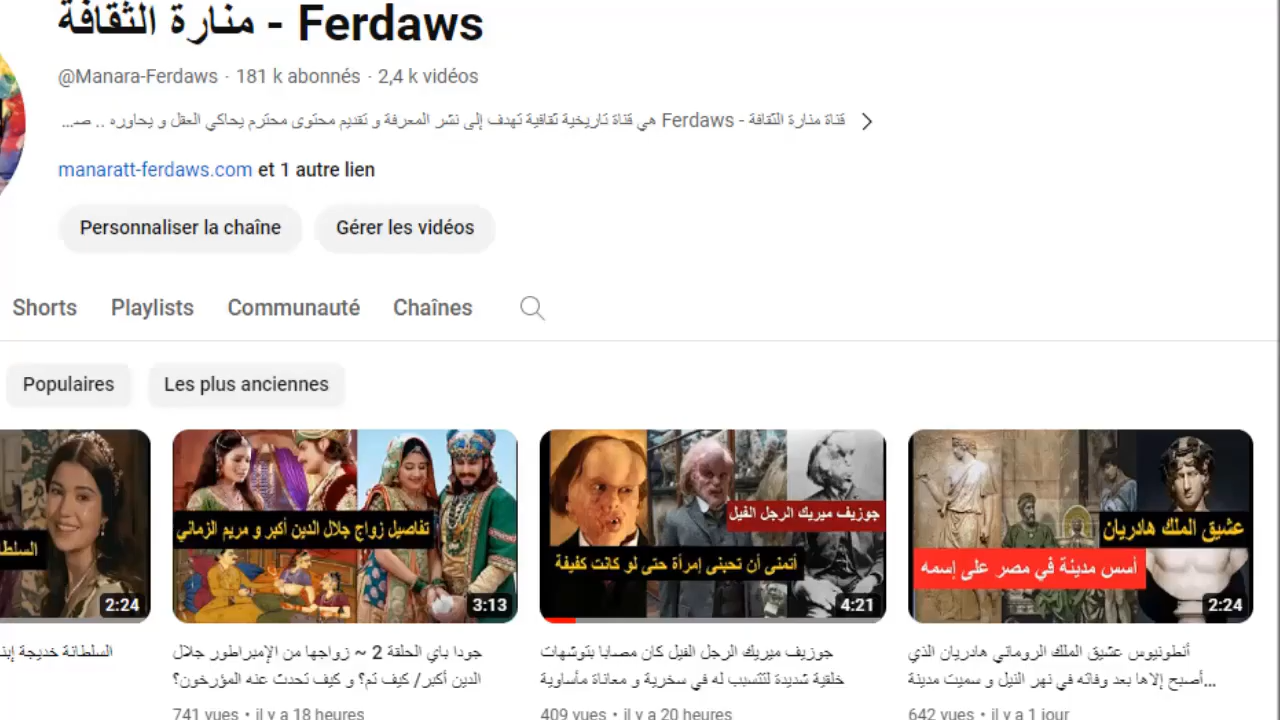 منارة الثقافة - Ferdaws
@Manara-Ferdaws · 181 k abonnés · 2,4 k vidéos
قناة منارة الثقافة - Ferdaws هي قناة تاريخية ثقافية تهدف إلى نشر المعرفة و تقديم محتوى محترم يحاكي العقل و يحاوره .. صـ...
manaratt-ferdaws.com et 1 autre lien
Personnaliser la chaîne
Gérer les vidéos
Shorts
Playlists
Communauté
Chaînes
Populaires
Les plus anciennes
السلطا
2:24
تفاصيل زواج جلال الدين أكبر و مريم الزماني
3:13
جوزيف ميريك الرجل الفيل
أتمنى أن تحبني إمرأة حتى لو كانت كفيفة
4:21
عشيق الملك هادريان
أسس مدينة في مصر على إسمه
2:24
السلطانة خديجة إبنـ
جودا باي الحلقة 2 ~ زواجها من الإمبراطور جلال
الدين أكبر/ كيف تم؟ و كيف تحدث عنه المؤرخون؟
741 vues • il y a 18 heures
جوزيف ميريك الرجل الفيل كان مصابا بتوشهات
خلقية شديدة لتتسبب له في سخرية و معاناة مأساوية
409 vues • il y a 20 heures
أنطونيوس عشيق الملك الروماني هادريان الذي
أصبح إلاها بعد وفاته في نهر النيل و سميت مدينة...
642 vues • il y a 1 jour